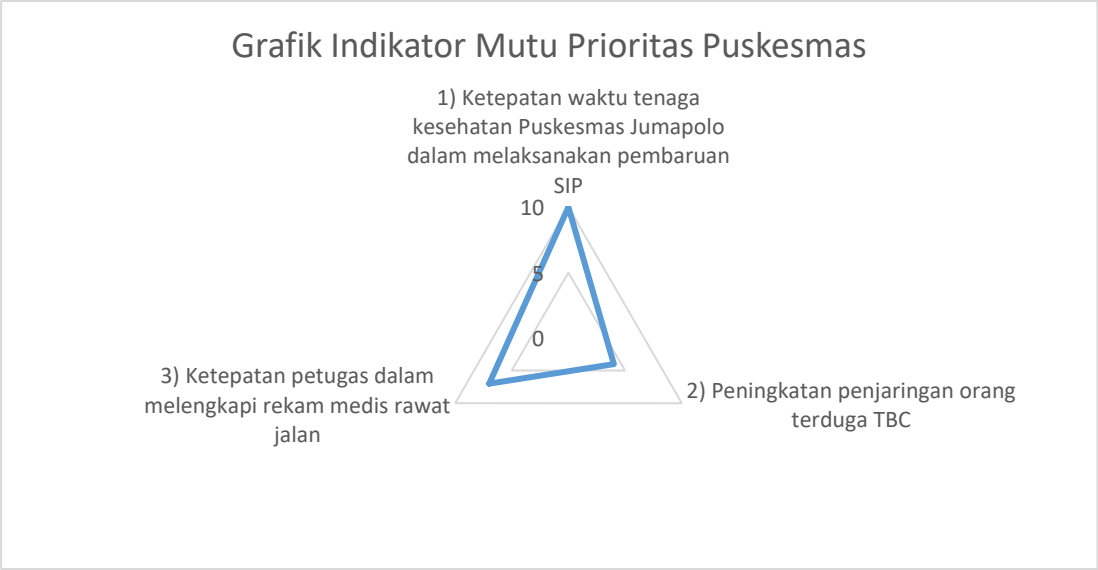 Grafik Indikator Mutu Prioritas Puskesmas
1) Ketepatan waktu tenaga
kesehatan Puskesmas Jumapolo
dalam melaksanakan pembaruan
SIP
10
5
0
3) Ketepatan petugas dalam
melengkapi rekam medis rawat
jalan
2) Peningkatan penjaringan orang
terduga TBC